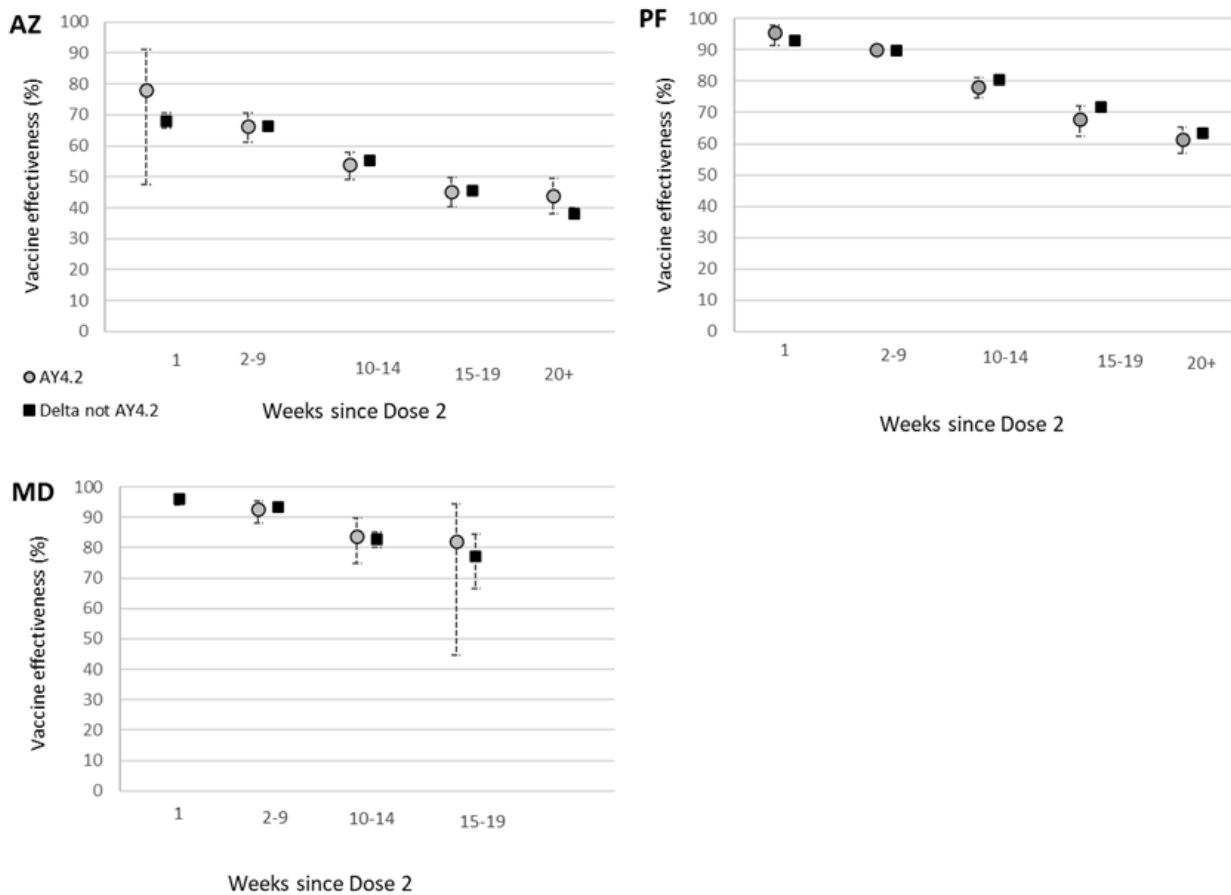 AZ
100
90
80
70
60
50
40
30
20
10
0
Vaccine effectiveness (%)
1 2-9 10-14 15-19 20+
AY4.2
Delta not AY4.2
Weeks since Dose 2
PF
100
90
80
70
60
50
40
30
20
10
0
Vaccine effectiveness (%)
1 2-9 10-14 15-19 20+
Weeks since Dose 2
MD
100
90
80
70
60
50
40
30
20
10
0
Vaccine effectiveness (%)
1 2-9 10-14 15-19
Weeks since Dose 2